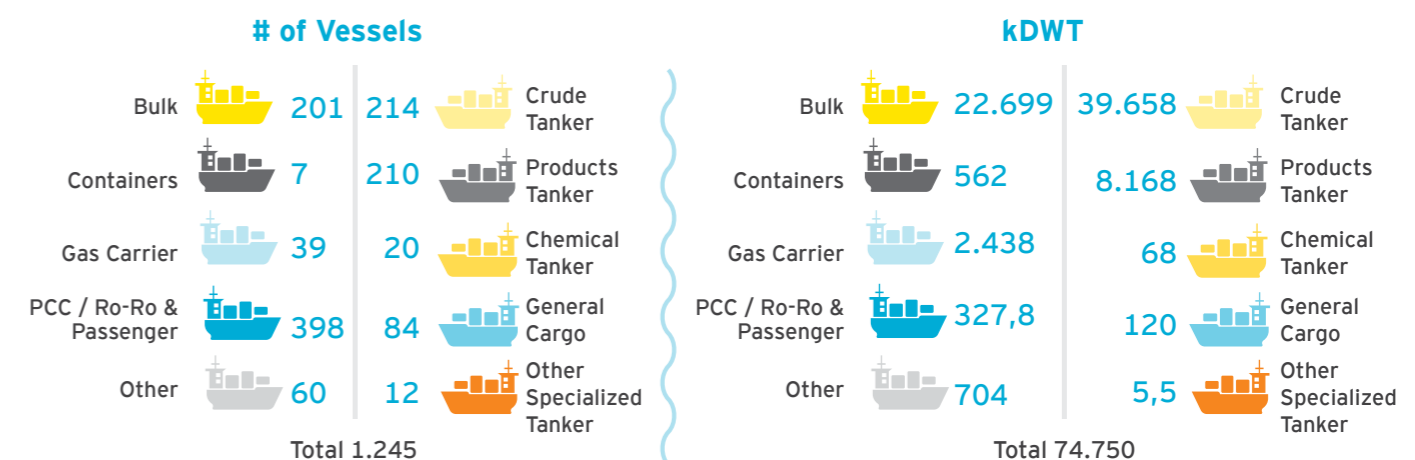 # of Vessels
Bulk 201
214 Crude
Tanker
Containers 7
210 Products
Tanker
Gas Carrier 39
20 Chemical
Tanker
PCC / Ro-Ro &
Passenger 398
84 General
Cargo
Other 60
12 Other
Specialized
Tanker
Total 1.245
kDWT
Bulk 22.699
39.658 Crude
Tanker
Containers 562
8.168 Products
Tanker
Gas Carrier 2.438
68 Chemical
Tanker
PCC / Ro-Ro &
Passenger 327,8
120 General
Cargo
Other 704
5,5 Other
Specialized
Tanker
Total 74.750